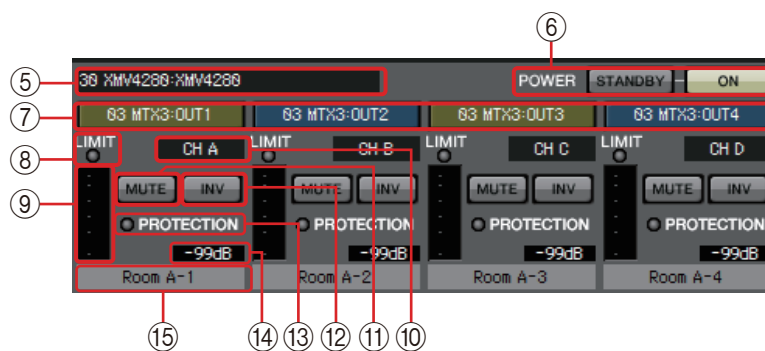 ⑥
⑤ 30 XMV4280:XMV4280 POWER STANDBY ON
⑦ 03 MTX3:OUT1 03 MTX3:OUT2 03 MTX3:OUT3 03 MTX3:OUT4
⑧ LIMIT CH A LIMIT CH B LIMIT CH C LIMIT CH D
⑨ MUTE INV MUTE INV MUTE INV MUTE INV
PROTECTION PROTECTION PROTECTION PROTECTION
-99dB -99dB -99dB -99dB
Room A-1 Room A-2 Room A-3 Room A-4
⑮ ⑭ ⑬ ⑫ ⑪ ⑩